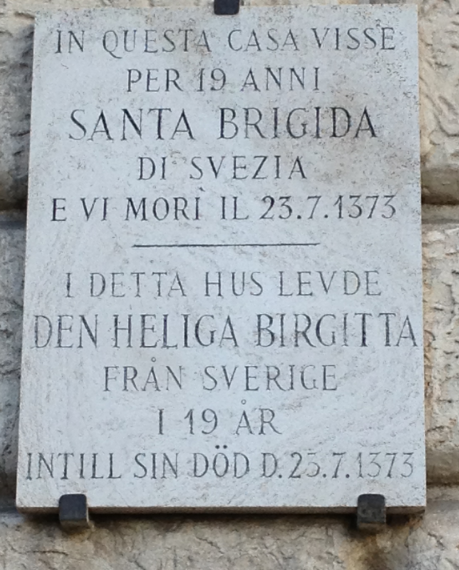 IN QUESTA CASA VISSE
PER 19 ANNI
SANTA BRIGIDA
DI SVEZIA
E VI MORÌ IL 23.7.1373
I DETTA HUS LEVDE
DEN HELIGA BIRGITTA
FRÅN SVERIGE
I 19 ÅR
INTILL SIN DÖD D. 23.7.1373